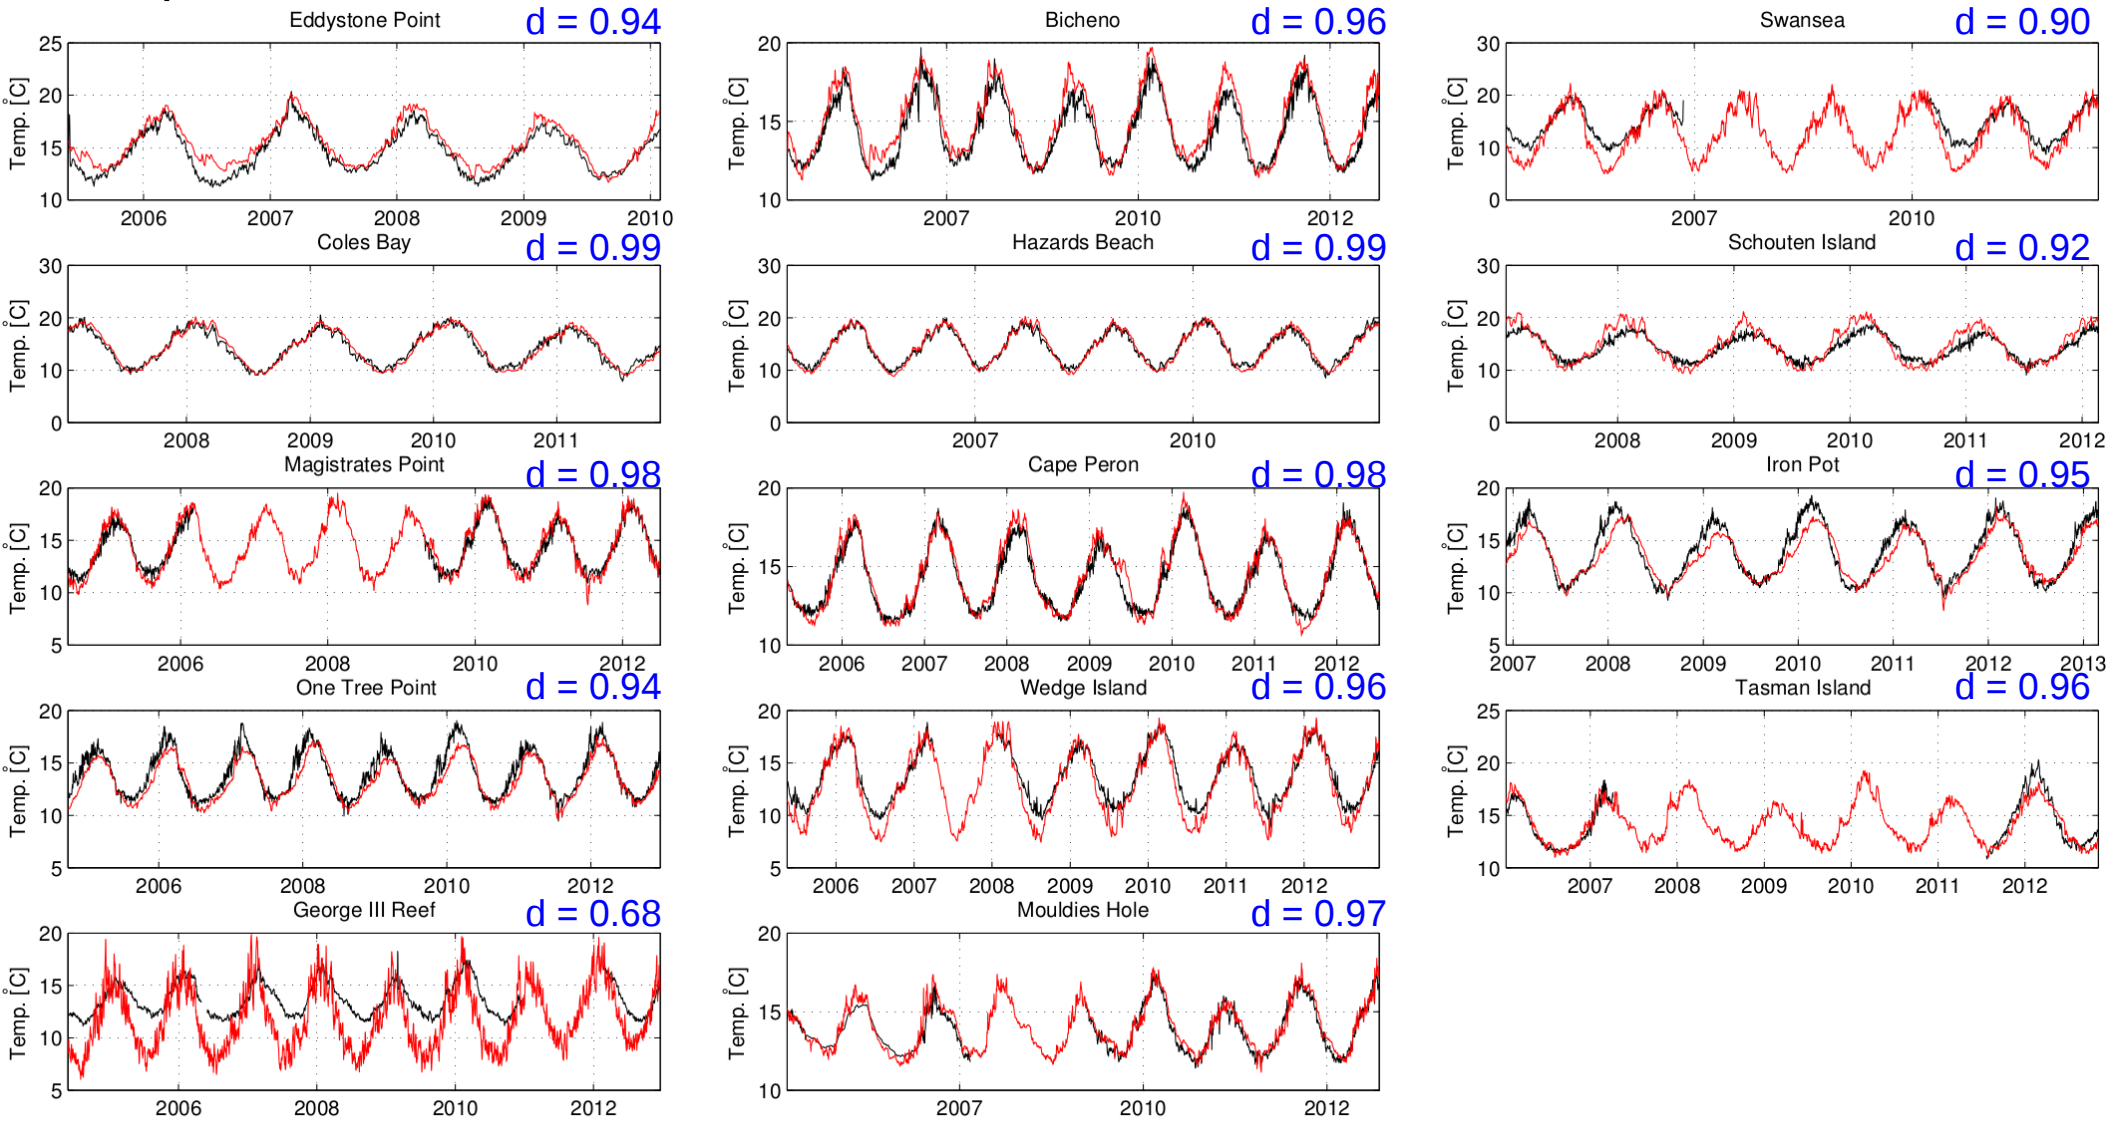 Eddystone Point d = 0.94 Bicheno d = 0.96 Swansea d = 0.90
Temp. [°C] 25 20 15 10 Temp. [°C] 20 15 10 Temp. [°C] 30 20 10 0
2006 2007 2008 2009 2010 2007 2010 2012 2007 2010
Coles Bay d = 0.99 Hazards Beach d = 0.99 Schouten Island d = 0.92
Temp. [°C] 30 20 10 0 Temp. [°C] 30 20 10 0 Temp. [°C] 30 20 10 0
2008 2009 2010 2011 2007 2010 2008 2009 2010 2011 2012
Magistrates Point d = 0.98 Cape Peron d = 0.98 Iron Pot d = 0.95
Temp. [°C] 20 15 10 5 Temp. [°C] 20 15 10 Temp. [°C] 20 15 10 5
2006 2008 2010 2012 2006 2007 2008 2009 2010 2011 2012 2007 2008 2009 2010 2011 2012 2013
One Tree Point d = 0.94 Wedge Island d = 0.96 Tasman Island d = 0.96
Temp. [°C] 20 15 10 5 Temp. [°C] 20 15 10 5 Temp. [°C] 25 20 15 10
2006 2008 2010 2012 2006 2007 2008 2009 2010 2011 2012 2007 2008 2009 2010 2011 2012
George III Reef d = 0.68 Mouldies Hole d = 0.97
Temp. [°C] 20 15 10 5 Temp. [°C] 20 15 10
2006 2008 2010 2012 2007 2010 2012